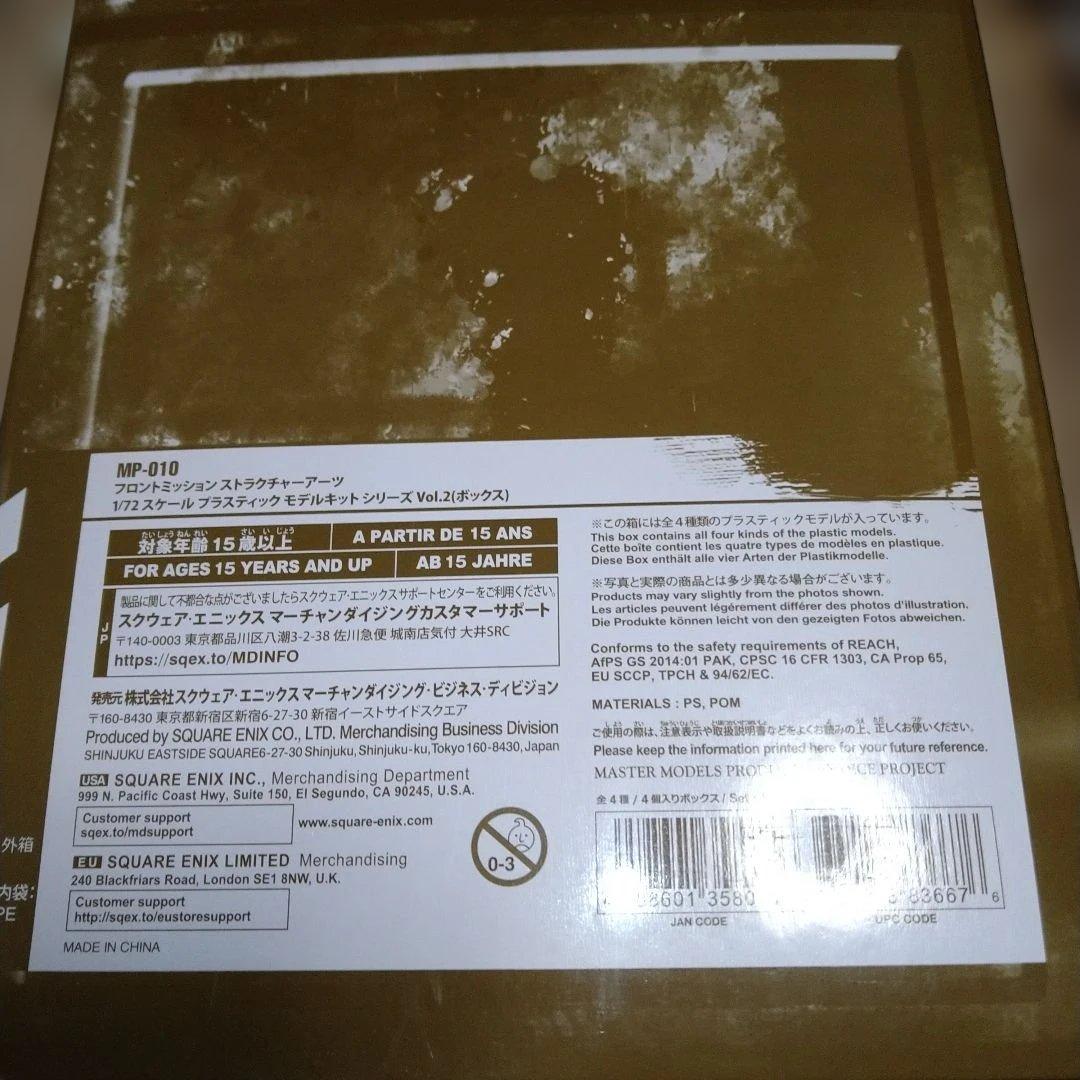 MP-010
フロントミッション ストラクチャーアーツ
1/72 スケール プラスティック モデルキット シリーズ Vol.2(ボックス)
たいしょうねんれい さいいじょう
対象年齢 15 歳以上
A PARTIR DE 15 ANS
FOR AGES 15 YEARS AND UP
AB 15 JAHRE
JP
製品に関して不都合な点がございましたらスクウェア・エニックスサポートセンターをご利用ください。
スクウェア・エニックス マーチャンダイジングカスタマーサポート
〒140-0003 東京都品川区八潮3-2-38 佐川急便 城南店気付 大井SRC
https://sqex.to/MDINFO
発売元 株式会社スクウェア・エニックス マーチャンダイジング・ビジネス・ディビジョン
〒160-8430 東京都新宿区新宿6-27-30 新宿イーストサイドスクエア
Produced by SQUARE ENIX CO., LTD. Merchandising Business Division
SHINJUKU EASTSIDE SQUARE6-27-30 Shinjuku, Shinjuku-ku,Tokyo 160-8430, Japan
USA SQUARE ENIX INC., Merchandising Department
999 N. Pacific Coast Hwy, Suite 150, El Segundo, CA 90245, U.S.A.
Customer support
sqex.to/mdsupport
www.square-enix.com
EU SQUARE ENIX LIMITED Merchandising
240 Blackfriars Road, London SE1 8NW, U.K.
Customer support
http://sqex.to/eustoresupport
0-3
MADE IN CHINA
※この箱には全４種類のプラスティックモデルが入っています。
This box contains all four kinds of the plastic models.
Cette boîte contient les quatre types de modèles en plastique.
Diese Box enthält alle vier Arten der Plastikmodelle.
※写真と実際の商品とは多少異なる場合がございます。
Products may vary slightly from the photos shown.
Les articles peuvent légérement différer des photos d'illustration.
Die Produkte können leicht von den gezeigten Fotos abweichen.
Conforms to the safety requirements of REACH,
AfPS GS 2014:01 PAK, CPSC 16 CFR 1303, CA Prop 65,
EU SCCP, TPCH & 94/62/EC.
MATERIALS : PS, POM
ご使用の際は、注意表示や取扱説明書などをよくお読みの上、正しくお使いください。
Please keep the information printed here for your future reference.
MASTER MODELS PROJECT
全４種 / ４個入りボックス / Set
8601 3580
83667 6
JAN CODE
UPC CODE
外箱
内袋：
PE